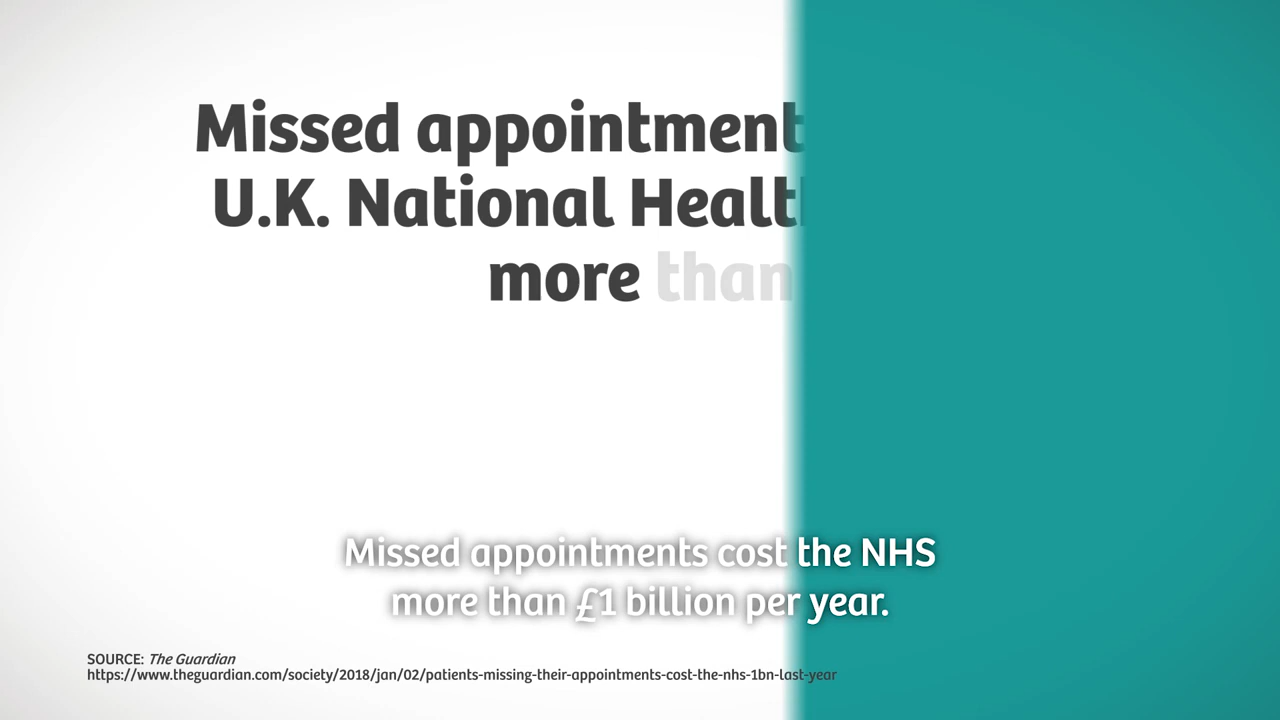 Missed appointment
U.K. National Healt
more than
Missed appointments cost the NHS
more than £1 billion per year.
SOURCE: The Guardian
https://www.theguardian.com/society/2018/jan/02/patients-missing-their-appointments-cost-the-nhs-1bn-last-year